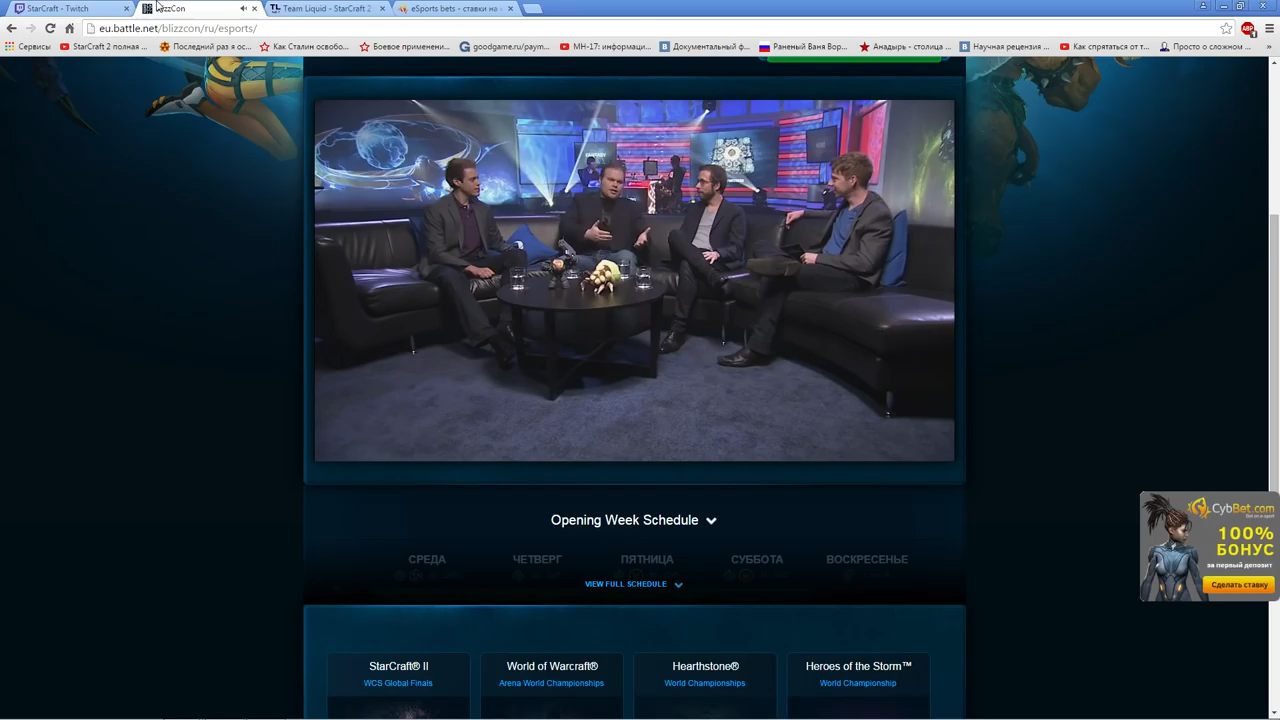 StarCraft - Twitch
BlizzCon
Team Liquid - StarCraft 2
eSports bets - ставки на
eu.battle.net/blizzcon/ru/esports/
Сервисы
StarCraft 2 полная ...
Последний раз я ос...
Как Сталин освобо...
Боевое применени...
goodgame.ru/paym...
МН-17: информаци...
Документальный ф...
Раненый Ваня Вор...
Анадырь - столица ...
Научная рецензия ...
Как спрятаться от т...
Просто о сложном ...
Opening Week Schedule
СРЕДА ЧЕТВЕРГ ПЯТНИЦА СУББОТА ВОСКРЕСЕНЬЕ
VIEW FULL SCHEDULE
CybBet.com
100%
БОНУС
за первый депозит
Сделать ставку
StarCraft® II
WCS Global Finals
World of Warcraft®
Arena World Championships
Hearthstone®
World Championships
Heroes of the Storm™
World Championship